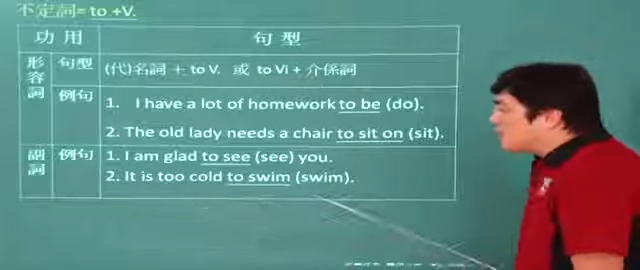 不定詞= to +V.
功 用 句 型
形容詞 句型 (代)名詞 + to V. 或 to Vi + 介係詞
例句 1. I have a lot of homework to be (do).
2. The old lady needs a chair to sit on (sit).
副詞 例句 1. I am glad to see (see) you.
2. It is too cold to swim (swim).